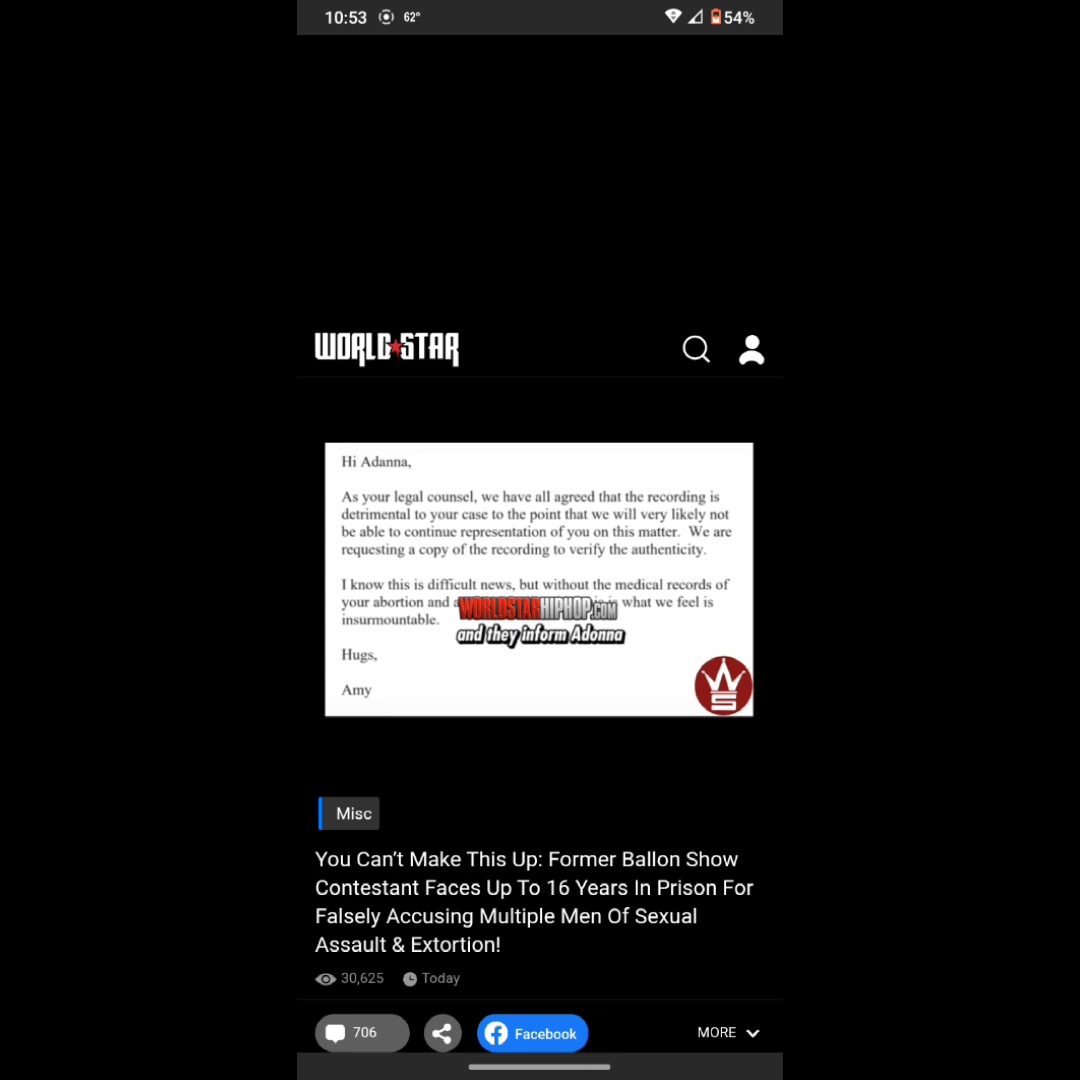 10:53 62° 54%
WORLDSTAR
Hi Adanna,
As your legal counsel, we have all agreed that the recording is
detrimental to your case to the point that we will very likely not
be able to continue representation of you on this matter. We are
requesting a copy of the recording to verify the authenticity.
I know this is difficult news, but without the medical records of
your abortion and what we feel is
WORLDSTARHIPHOP.COM
insurmountable.
and they inform Adonna
Hugs,
Amy
Misc
You Can't Make This Up: Former Ballon Show
Contestant Faces Up To 16 Years In Prison For
Falsely Accusing Multiple Men Of Sexual
Assault & Extortion!
30,625 Today
706 Facebook MORE